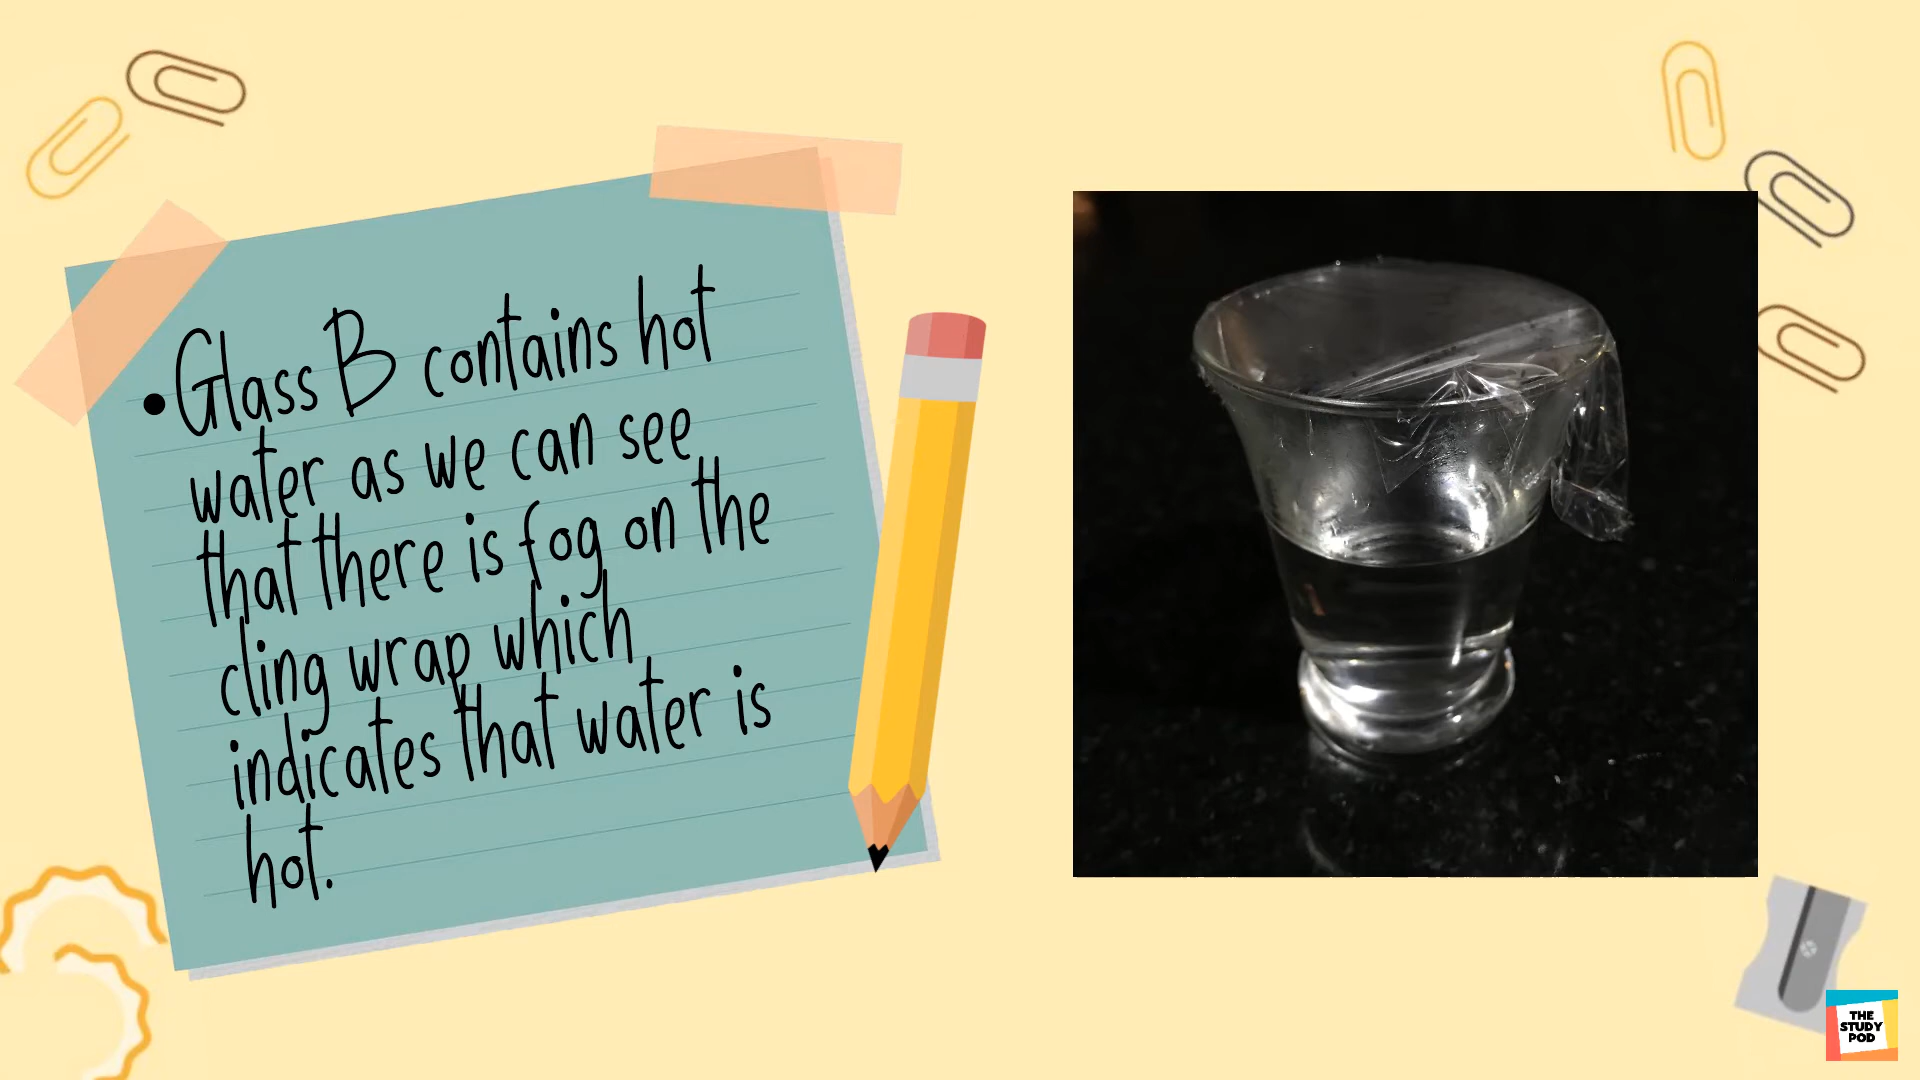 •Glass B contains hot
water as we can see
that there is fog on the
cling wrap which
indicates that water is
hot.
THE
STUDY
POD